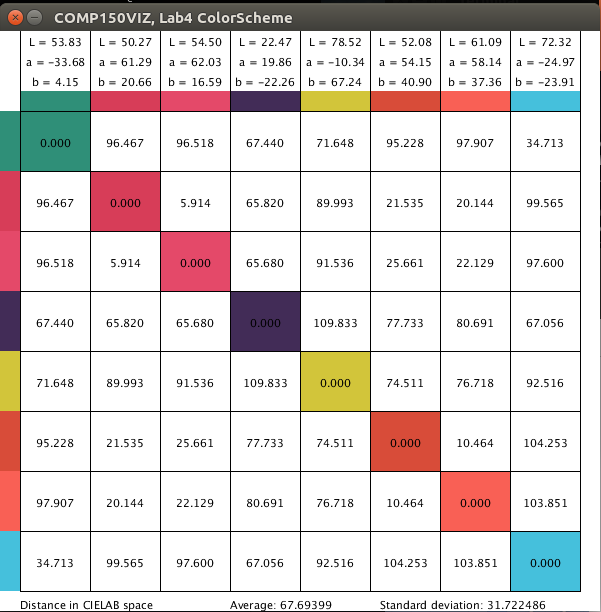 COMP150VIZ, Lab4 ColorScheme
L = 53.83 L = 50.27 L = 54.50 L = 22.47 L = 78.52 L = 52.08 L = 61.09 L = 72.32
a = −33.68 a = 61.29 a = 62.03 a = 19.86 a = −10.34 a = 54.15 a = 58.14 a = −24.97
b = 4.15 b = 20.66 b = 16.59 b = −22.26 b = 67.24 b = 40.90 b = 37.36 b = −23.91
0.000 96.467 96.518 67.440 71.648 95.228 97.907 34.713
96.467 0.000 5.914 65.820 89.993 21.535 20.144 99.565
96.518 5.914 0.000 65.680 91.536 25.661 22.129 97.600
67.440 65.820 65.680 0.000 109.833 77.733 80.691 67.056
71.648 89.993 91.536 109.833 0.000 74.511 76.718 92.516
95.228 21.535 25.661 77.733 74.511 0.000 10.464 104.253
97.907 20.144 22.129 80.691 76.718 10.464 0.000 103.851
34.713 99.565 97.600 67.056 92.516 104.253 103.851 0.000
Distance in CIELAB space Average: 67.69399 Standard deviation: 31.722486